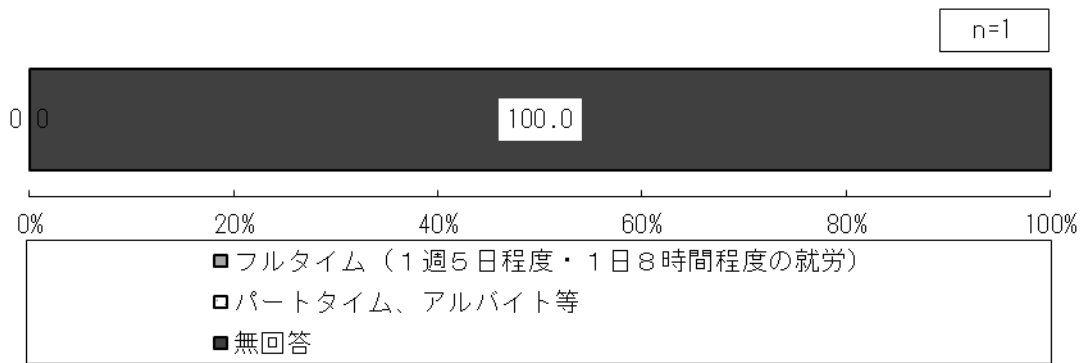 n=1
0 0 100.0
0% 20% 40% 60% 80% 100%
フルタイム（１週５日程度・１日８時間程度の就労）
パートタイム、アルバイト等
無回答